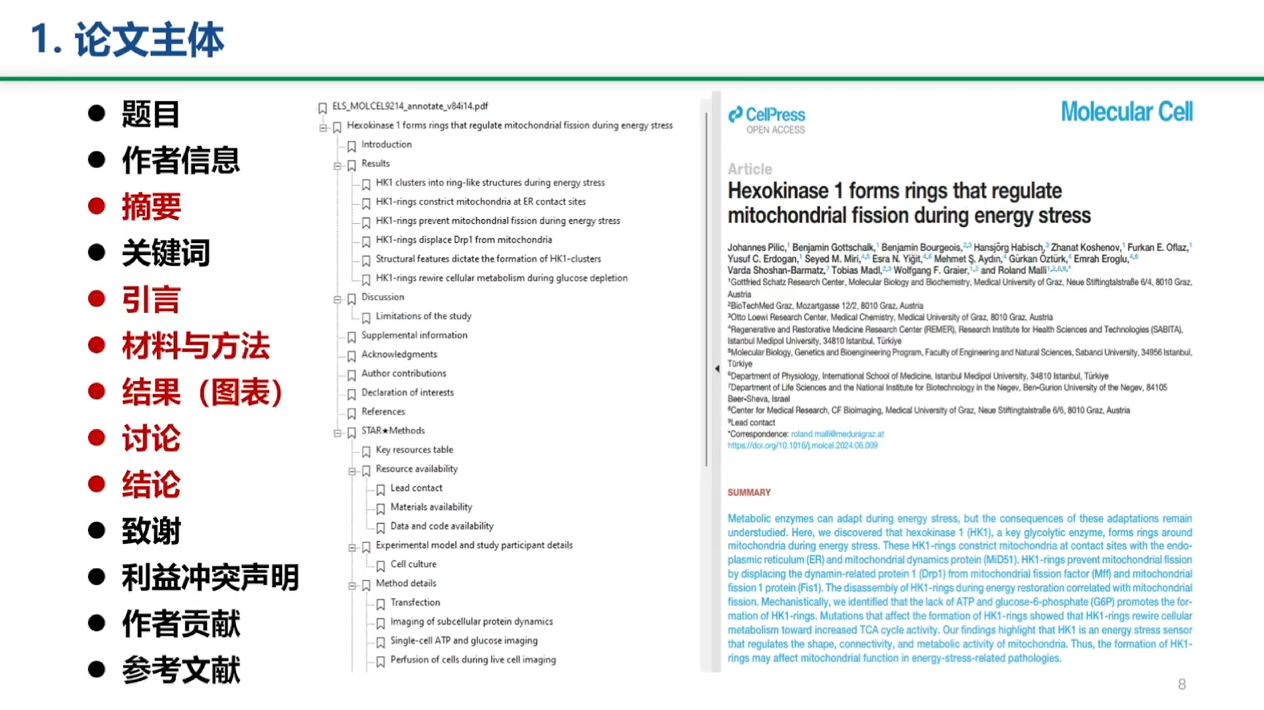 1. 论文主体
● 题目
● 作者信息
● 摘要
● 关键词
● 引言
● 材料与方法
● 结果（图表）
● 讨论
● 结论
● 致谢
● 利益冲突声明
● 作者贡献
● 参考文献
ELS_MOLCEL9214_annotate_v84i14.pdf
Hexokinase 1 forms rings that regulate mitochondrial fission during energy stress
Introduction
Results
HK1 clusters into ring-like structures during energy stress
HK1-rings constrict mitochondria at ER contact sites
HK1-rings prevent mitochondrial fission during energy stress
HK1-rings displace Drp1 from mitochondria
Structural features dictate the formation of HK1-clusters
HK1-rings rewire cellular metabolism during glucose depletion
Discussion
Limitations of the study
Supplemental information
Acknowledgments
Author contributions
Declaration of interests
References
STAR★Methods
Key resources table
Resource availability
Lead contact
Materials availability
Data and code availability
Experimental model and study participant details
Cell culture
Method details
Transfection
Imaging of subcellular protein dynamics
Single-cell ATP and glucose imaging
Perfusion of cells during live cell imaging
CellPress
OPEN ACCESS
Molecular Cell
Article
Hexokinase 1 forms rings that regulate
mitochondrial fission during energy stress
Johannes Pilic,1 Benjamin Gottschalk,1 Benjamin Bourgeois,2,3 Hansjörg Habisch,3 Zhanat Koshenov,1 Furkan E. Oflaz,1
Yusuf C. Erdogan,1 Seyed M. Miri,4,5 Esra N. Yiğit,4,6 Mehmet Ş. Aydın,4 Gürkan Öztürk,4 Emrah Eroglu,4,5
Varda Shoshan-Barmatz,7 Tobias Madl,2,3 Wolfgang F. Graier,1,2 and Roland Malli1,2,8,9,*
1Gottfried Schatz Research Center, Molecular Biology and Biochemistry, Medical University of Graz, Neue Stiftingtalstraße 6/4, 8010 Graz,
Austria
2BioTechMed Graz, Mozartgasse 12/2, 8010 Graz, Austria
3Otto Loewi Research Center, Medical Chemistry, Medical University of Graz, 8010 Graz, Austria
4Regenerative and Restorative Medicine Research Center (REMER), Research Institute for Health Sciences and Technologies (SABITA),
Istanbul Medipol University, 34810 Istanbul, Türkiye
5Molecular Biology, Genetics and Bioengineering Program, Faculty of Engineering and Natural Sciences, Sabanci University, 34956 Istanbul,
Türkiye
6Department of Physiology, International School of Medicine, Istanbul Medipol University, 34810 Istanbul, Türkiye
7Department of Life Sciences and the National Institute for Biotechnology in the Negev, Ben-Gurion University of the Negev, 84105
Beer-Sheva, Israel
8Center for Medical Research, CF Bioimaging, Medical University of Graz, Neue Stiftingtalstraße 6/6, 8010 Graz, Austria
9Lead contact
*Correspondence: roland.malli@medunigraz.at
https://doi.org/10.1016/j.molcel.2024.06.009
SUMMARY
Metabolic enzymes can adapt during energy stress, but the consequences of these adaptations remain
understudied. Here, we discovered that hexokinase 1 (HK1), a key glycolytic enzyme, forms rings around
mitochondria during energy stress. These HK1-rings constrict mitochondria at contact sites with the endo-
plasmic reticulum (ER) and mitochondrial dynamics protein (MiD51). HK1-rings prevent mitochondrial fission
by displacing the dynamin-related protein 1 (Drp1) from mitochondrial fission factor (Mff) and mitochondrial
fission 1 protein (Fis1). The disassembly of HK1-rings during energy restoration correlated with mitochondrial
fission. Mechanistically, we identified that the lack of ATP and glucose-6-phosphate (G6P) promotes the for-
mation of HK1-rings. Mutations that affect the formation of HK1-rings showed that HK1-rings rewire cellular
metabolism toward increased TCA cycle activity. Our findings highlight that HK1 is an energy stress sensor
that regulates the shape, connectivity, and metabolic activity of mitochondria. Thus, the formation of HK1-
rings may affect mitochondrial function in energy-stress-related pathologies.
8